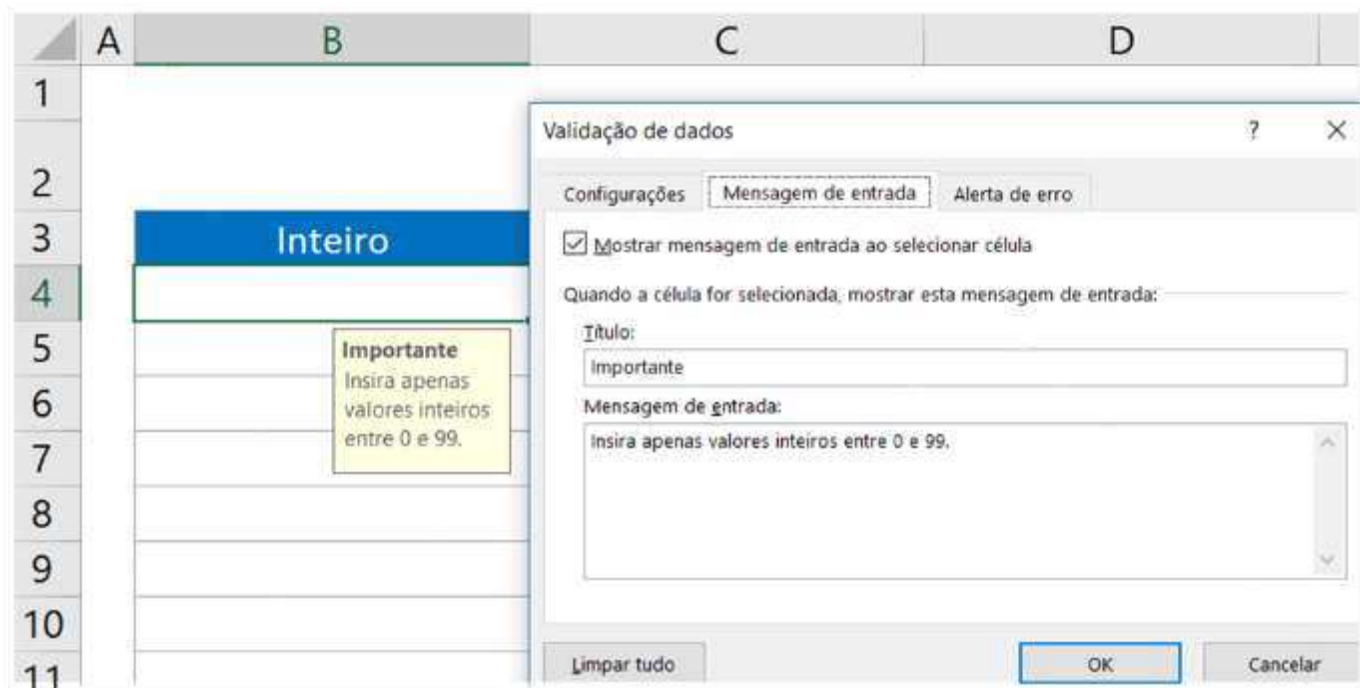 A B C D
1
2
3 Inteiro
4
5
6
7
8
9
10
11
Importante
Insira apenas
valores inteiros
entre 0 e 99.
Validação de dados ? ×
Configurações Mensagem de entrada Alerta de erro
Mostrar mensagem de entrada ao selecionar célula
Quando a célula for selecionada, mostrar esta mensagem de entrada:
Título:
Importante
Mensagem de entrada:
Insira apenas valores inteiros entre 0 e 99.
Limpar tudo OK Cancelar